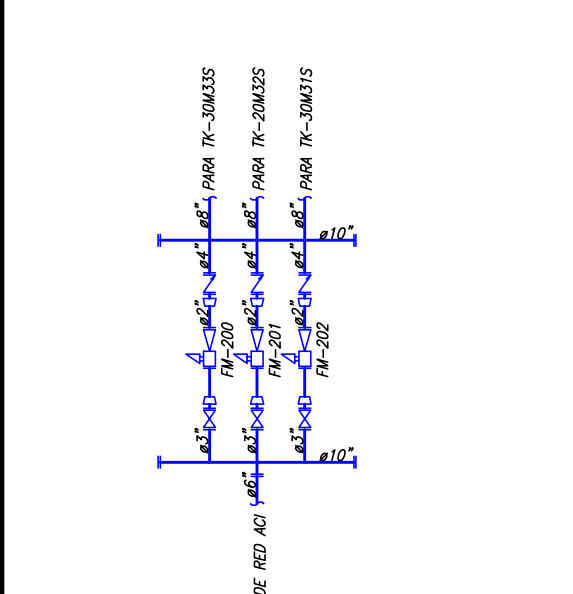 PARA TK-30M33S
PARA TK-20M32S
PARA TK-30M31S
ø8"
ø8"
ø8"
ø10"
ø4"
ø4"
ø4"
ø2"
ø2"
ø2"
FM-200
FM-201
FM-202
ø3"
ø3"
ø3"
ø10"
ø6"
DE RED ACI